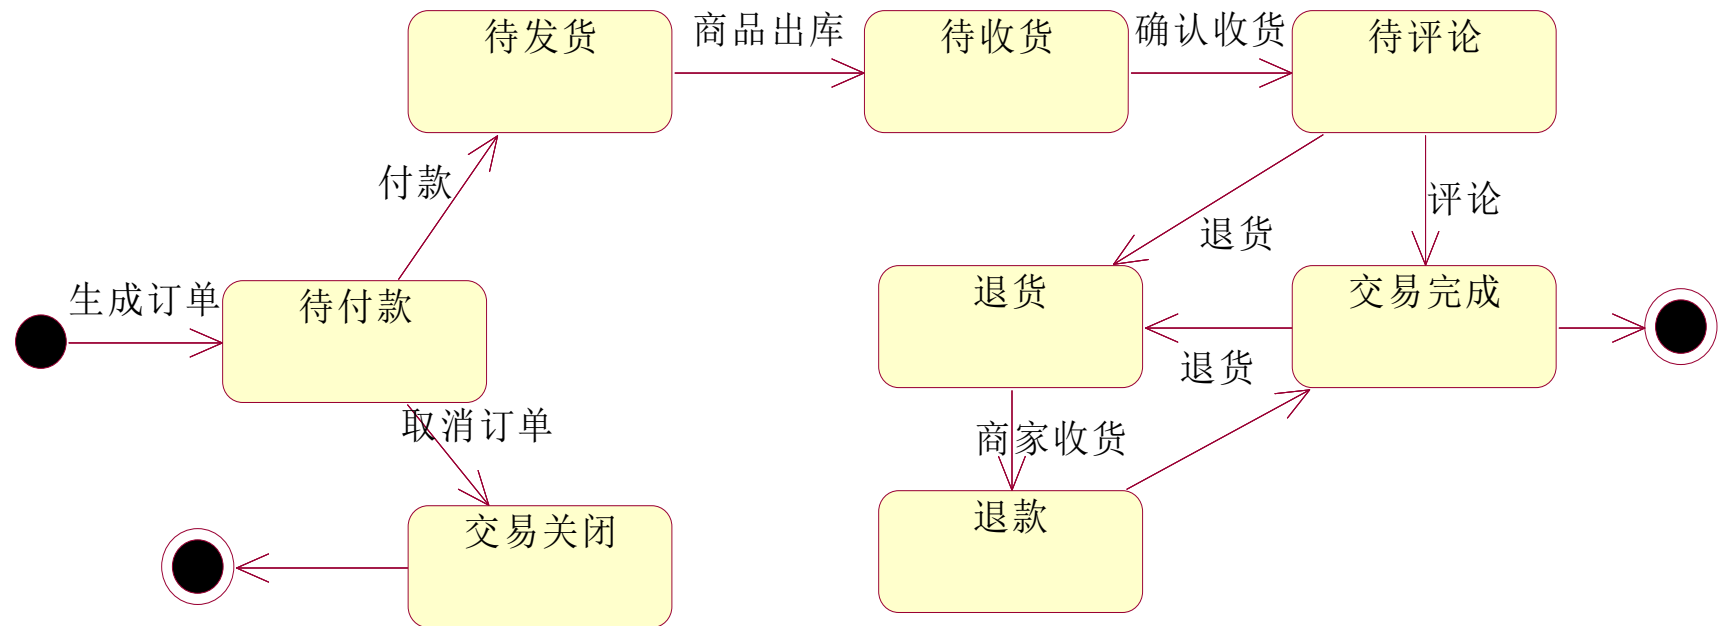 待发货
商品出库
待收货
确认收货
待评论
付款
评论
退货
生成订单
待付款
退货
交易完成
退货
取消订单
商家收货
交易关闭
退款